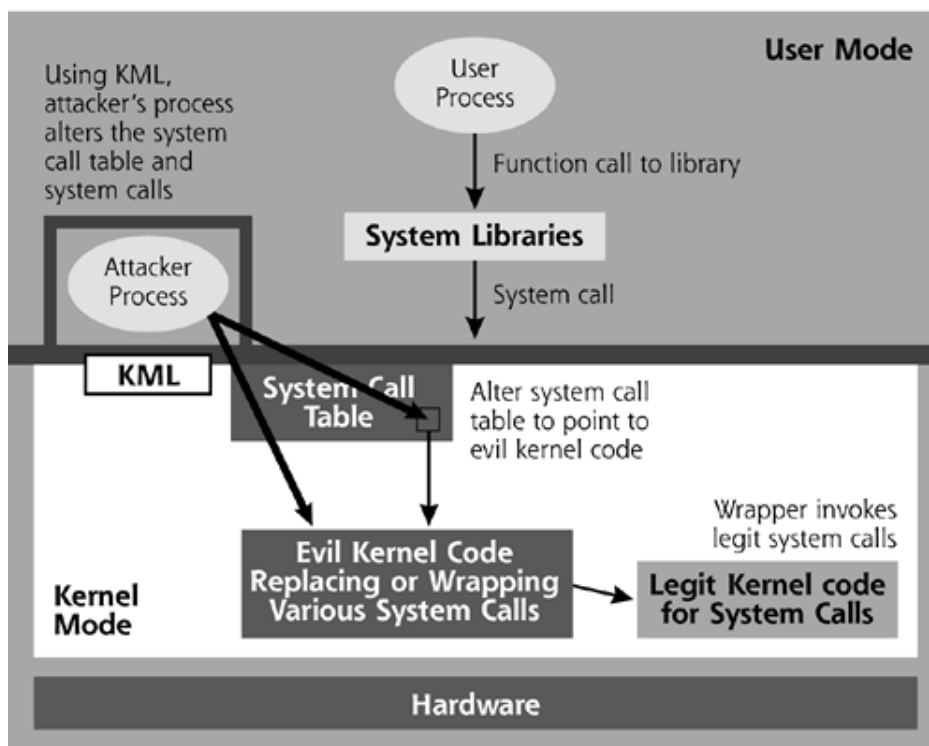 User Mode
Using KML,
attacker's process
alters the system
call table and
system calls
User
Process
Function call to library
System Libraries
System call
Attacker
Process
KML
System Call
Table
Alter system call
table to point to
evil kernel code
Wrapper invokes
legit system calls
Evil Kernel Code
Replacing or Wrapping
Various System Calls
Legit Kernel code
for System Calls
Kernel
Mode
Hardware